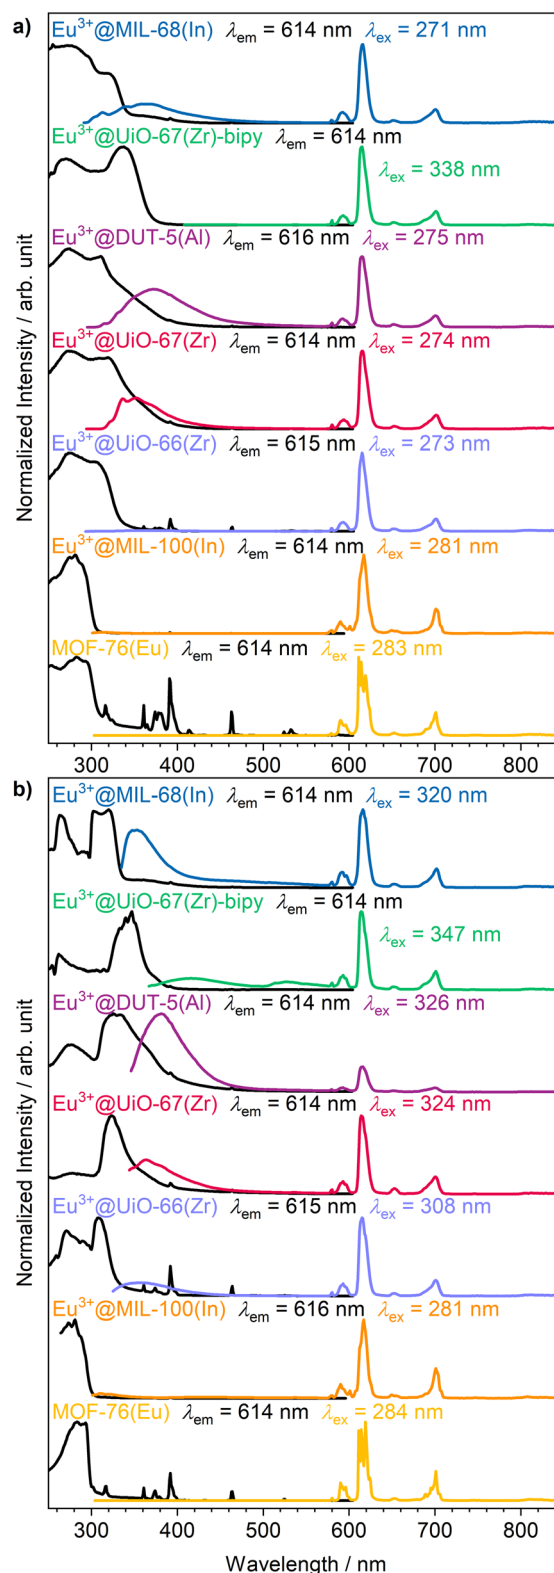 a)
Eu³⁺@MIL-68(In) λem = 614 nm λex = 271 nm
Eu³⁺@UiO-67(Zr)-bipy λem = 614 nm
λex = 338 nm
Eu³⁺@DUT-5(Al) λem = 616 nm λex = 275 nm
Eu³⁺@UiO-67(Zr) λem = 614 nm λex = 274 nm
Eu³⁺@UiO-66(Zr) λem = 615 nm λex = 273 nm
Eu³⁺@MIL-100(In) λem = 614 nm λex = 281 nm
MOF-76(Eu) λem = 614 nm λex = 283 nm
Normalized Intensity / arb. unit
300 400 500 600 700 800
b)
Eu³⁺@MIL-68(In) λem = 614 nm λex = 320 nm
Eu³⁺@UiO-67(Zr)-bipy λem = 614 nm
λex = 347 nm
Eu³⁺@DUT-5(Al) λem = 614 nm λex = 326 nm
Eu³⁺@UiO-67(Zr) λem = 614 nm λex = 324 nm
Eu³⁺@UiO-66(Zr) λem = 615 nm λex = 308 nm
Eu³⁺@MIL-100(In) λem = 616 nm λex = 281 nm
MOF-76(Eu) λem = 614 nm λex = 284 nm
Normalized Intensity / arb. unit
300 400 500 600 700 800
Wavelength / nm